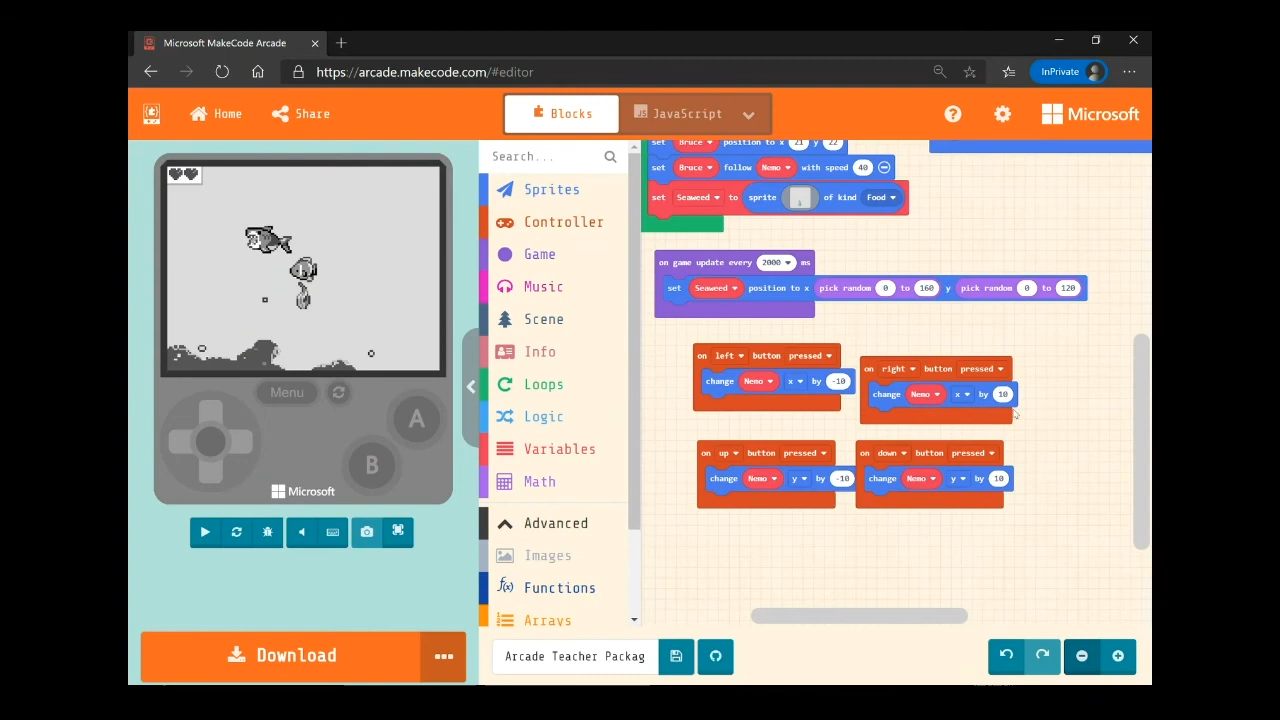 Microsoft MakeCode Arcade
https://arcade.makecode.com/#editor
InPrivate
Home
Share
Blocks
JavaScript
Microsoft
Search...
Sprites
Controller
Game
Music
Scene
Info
Loops
Logic
Variables
Math
Advanced
Images
Functions
Arrays
set Bruce position to x 21 y 22
set Bruce follow Nemo with speed 40
set Seaweed to sprite of kind Food
on game update every 2000 ms
set Seaweed position to x pick random 0 to 160 y pick random 0 to 120
on left button pressed
change Nemo x by -10
on right button pressed
change Nemo x by 10
on up button pressed
change Nemo y by -10
on down button pressed
change Nemo y by 10
Menu
A
B
Microsoft
Download
Arcade Teacher Packag